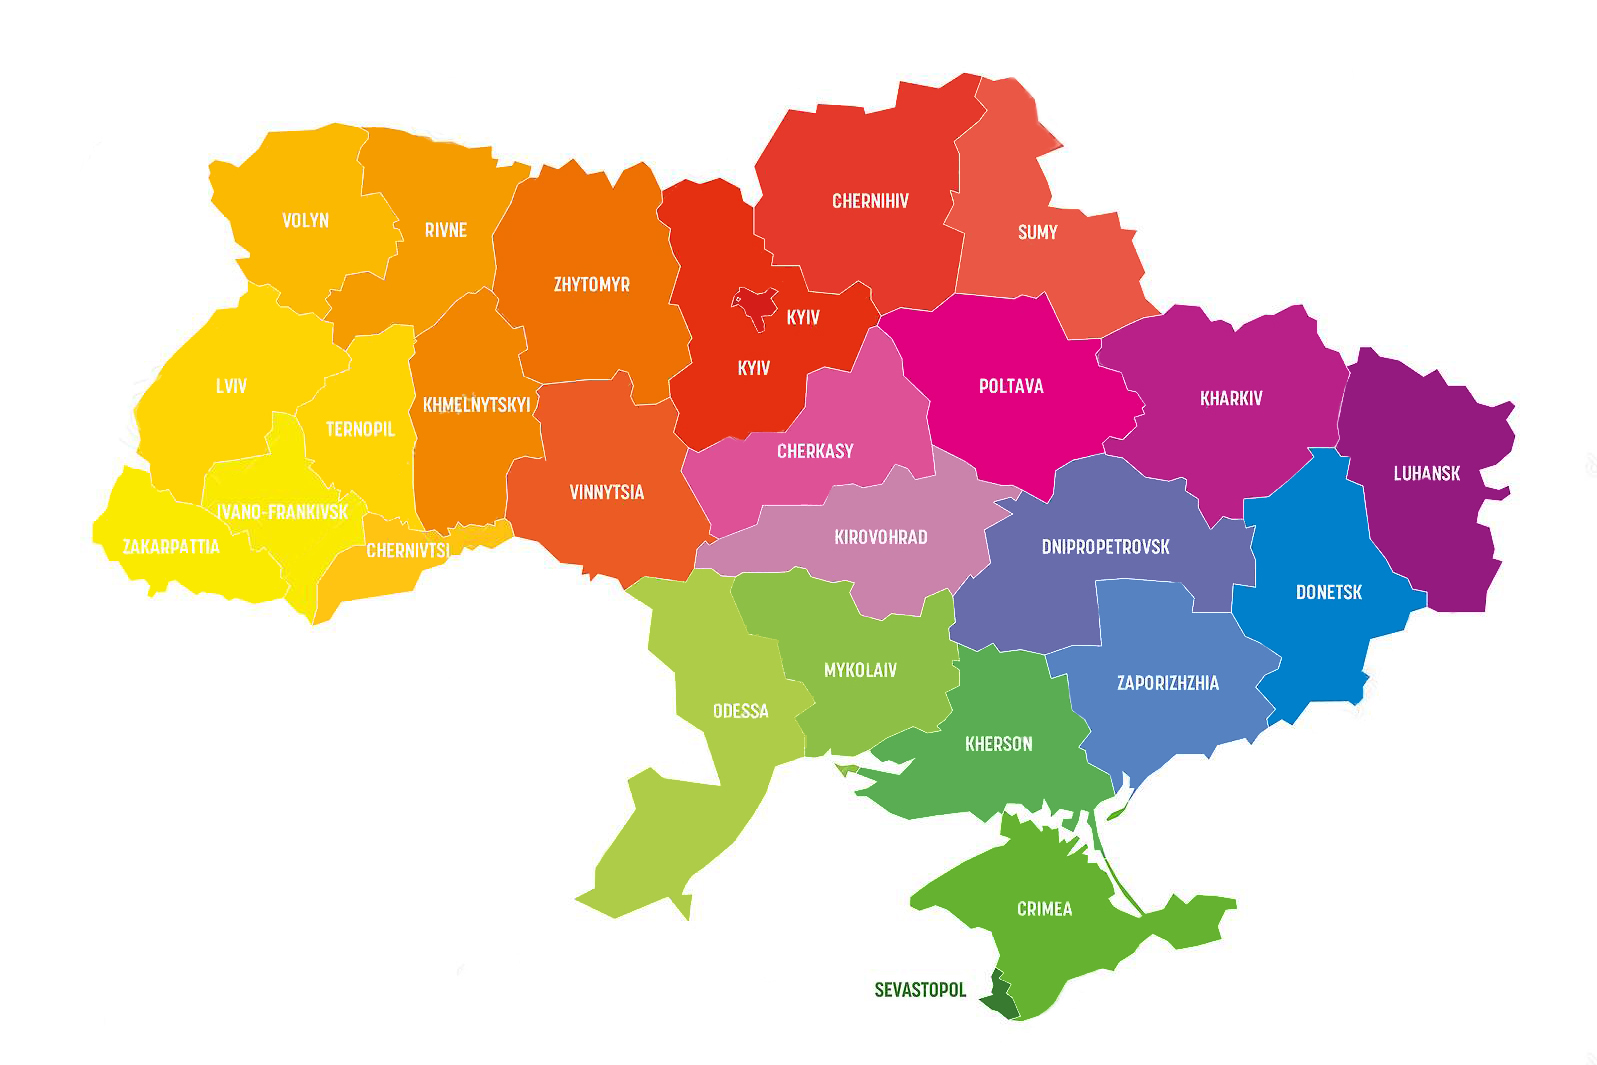 CHERNIHIV
VOLYN
RIVNE
SUMY
ZHYTOMYR
KYIV
KYIV
LVIV
POLTAVA
KHARKIV
KHMELNYTSKYI
TERNOPIL
CHERKASY
LUHANSK
VINNYTSIA
IVANO-FRANKIVSK
KIROVOHRAD
ZAKARPATTIA
CHERNIVTSI
DNIPROPETROVSK
DONETSK
MYKOLAIV
ZAPORIZHZHIA
ODESSA
KHERSON
CRIMEA
SEVASTOPOL